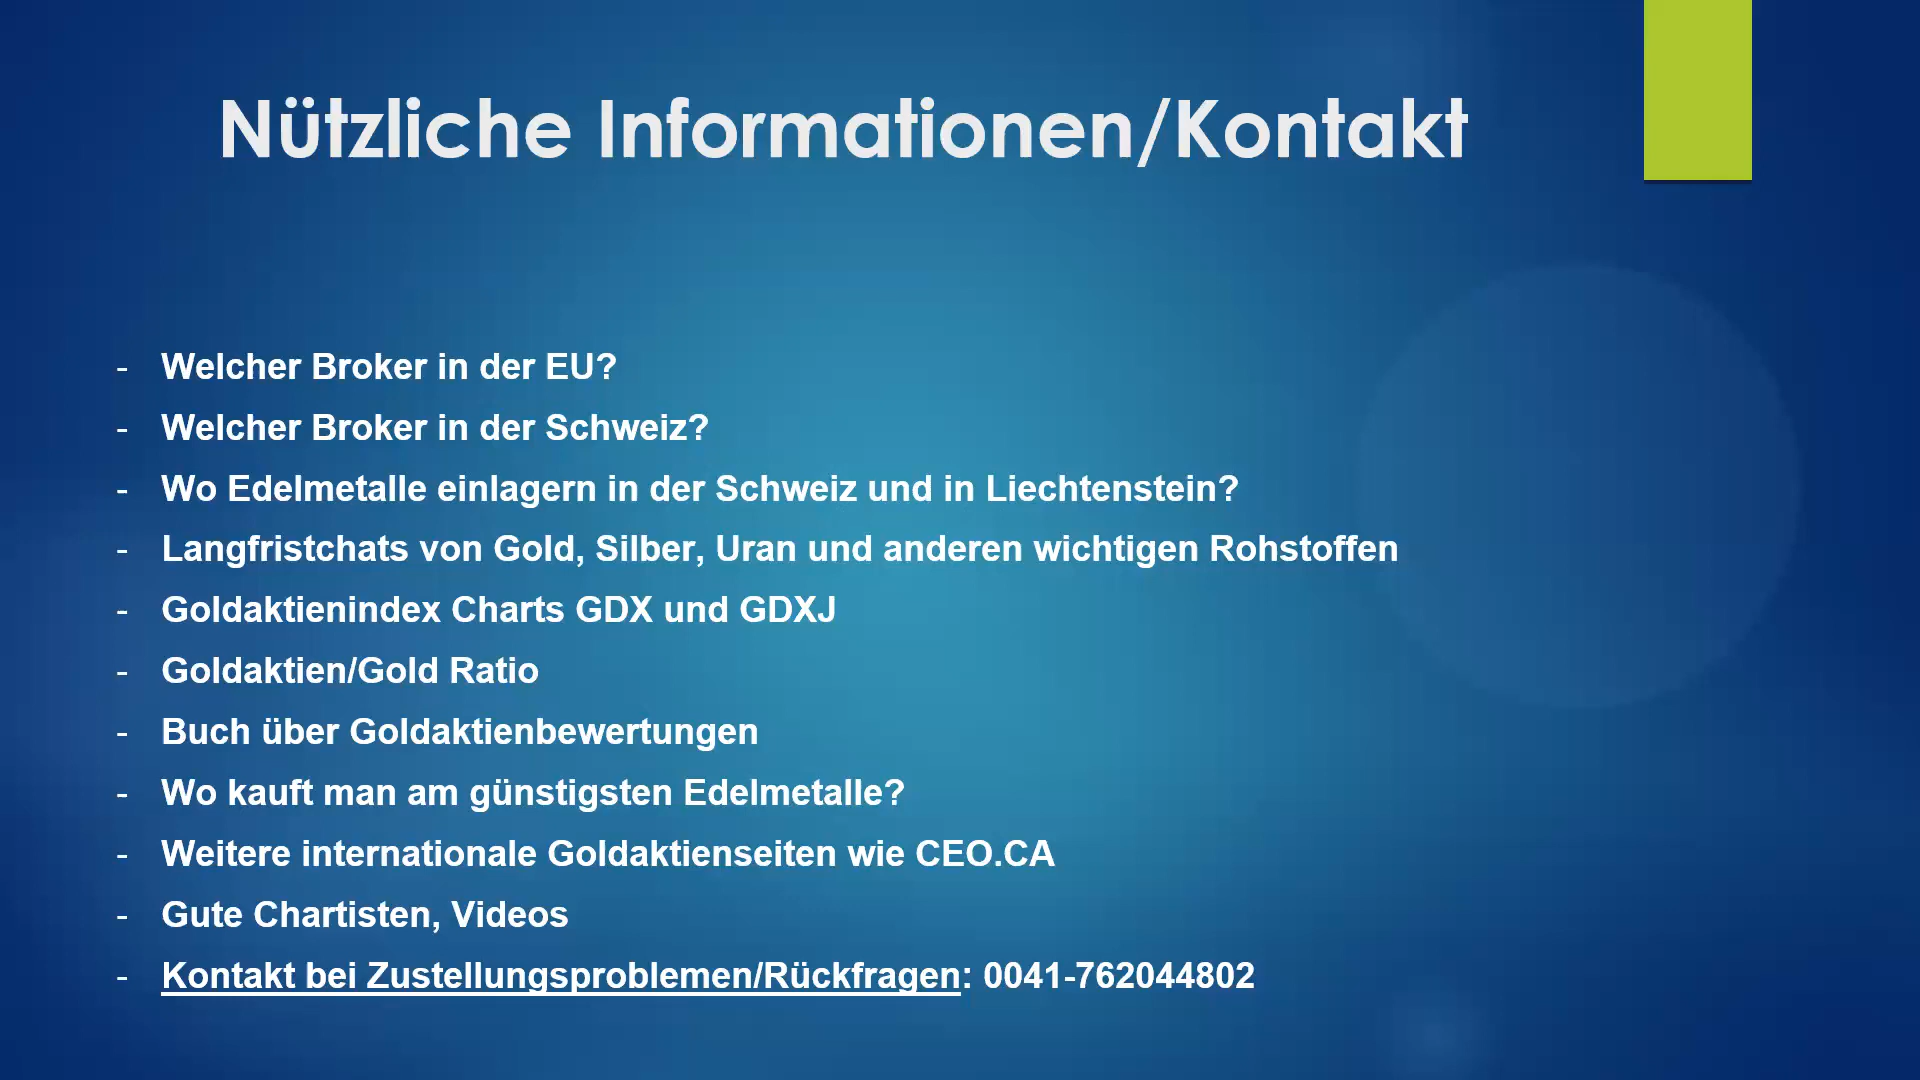 Nützliche Informationen/Kontakt
- Welcher Broker in der EU?
- Welcher Broker in der Schweiz?
- Wo Edelmetalle einlagern in der Schweiz und in Liechtenstein?
- Langfristchats von Gold, Silber, Uran und anderen wichtigen Rohstoffen
- Goldaktienindex Charts GDX und GDXJ
- Goldaktien/Gold Ratio
- Buch über Goldaktienbewertungen
- Wo kauft man am günstigsten Edelmetalle?
- Weitere internationale Goldaktienseiten wie CEO.CA
- Gute Chartisten, Videos
- Kontakt bei Zustellungsproblemen/Rückfragen: 0041-762044802